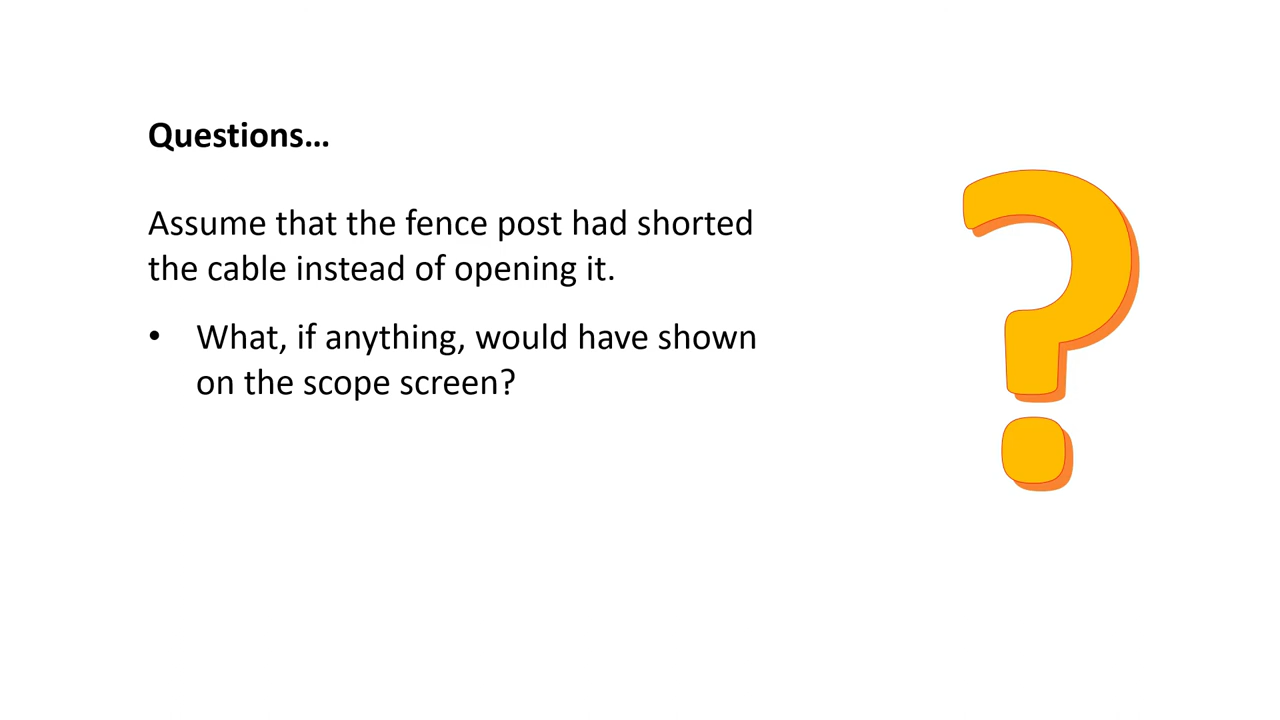 Questions…
Assume that the fence post had shorted
the cable instead of opening it.
• What, if anything, would have shown
on the scope screen?